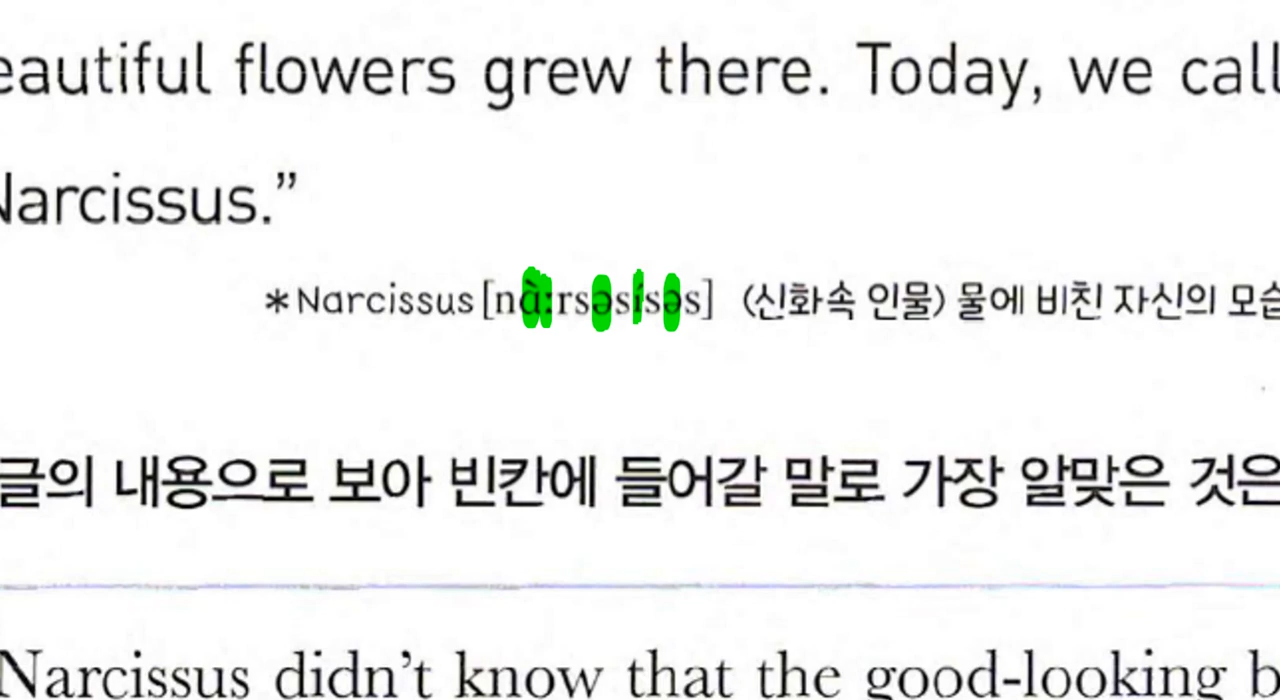 eautiful flowers grew there. Today, we call
Narcissus.”
*Narcissus [nὰ:rsəsísəs] (신화속 인물) 물에 비친 자신의 모습
글의 내용으로 보아 빈칸에 들어갈 말로 가장 알맞은 것은
Narcissus didn’t know that the good-looking b